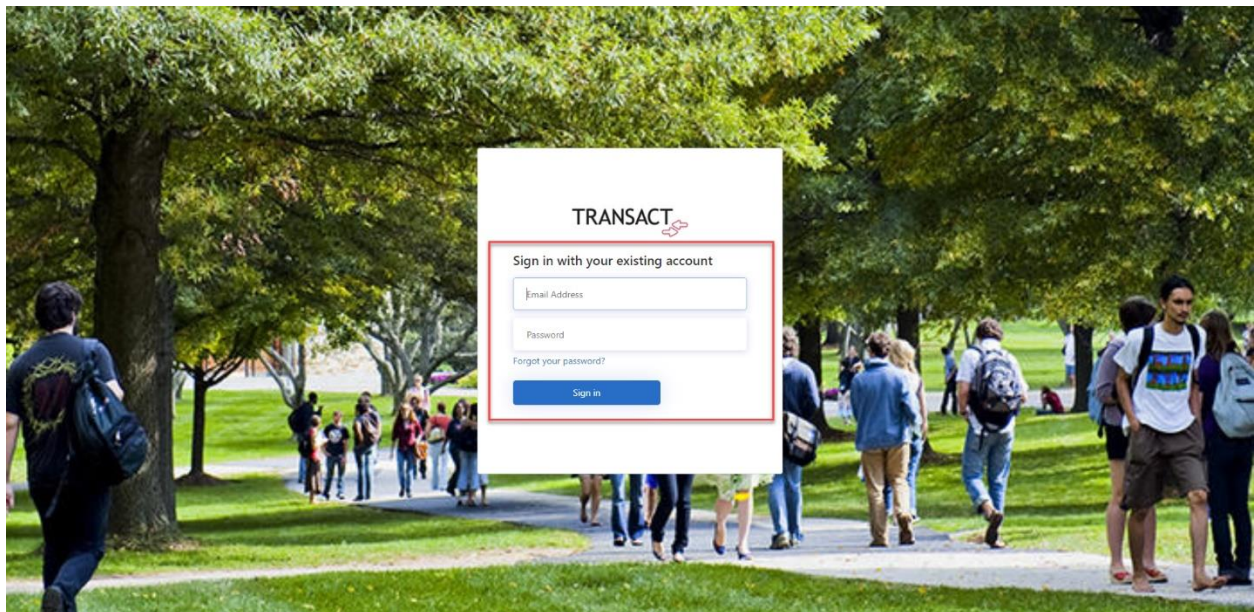 TRANSACT
Sign in with your existing account
Email Address
Password
Forgot your password?
Sign in